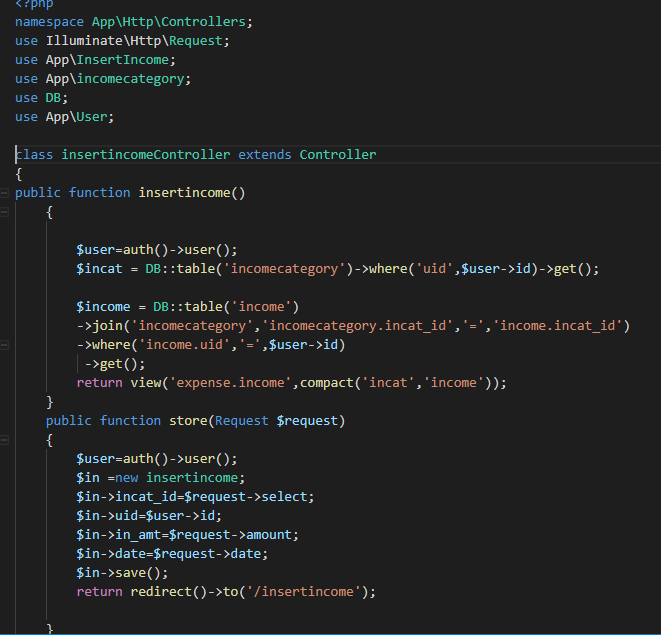 <?php
namespace App\Http\Controllers;
use Illuminate\Http\Request;
use App\InsertIncome;
use App\incomecategory;
use DB;
use App\User;
class insertincomeController extends Controller
{
public function insertincome()
{
$user=auth()->user();
$incat = DB::table('incomecategory')->where('uid',$user->id)->get();
$income = DB::table('income')
->join('incomecategory','incomecategory.incat_id','=','income.incat_id')
->where('income.uid','=',$user->id)
->get();
return view('expense.income',compact('incat','income'));
}
public function store(Request $request)
{
$user=auth()->user();
$in =new insertincome;
$in->incat_id=$request->select;
$in->uid=$user->id;
$in->in_amt=$request->amount;
$in->date=$request->date;
$in->save();
return redirect()->to('/insertincome');
}